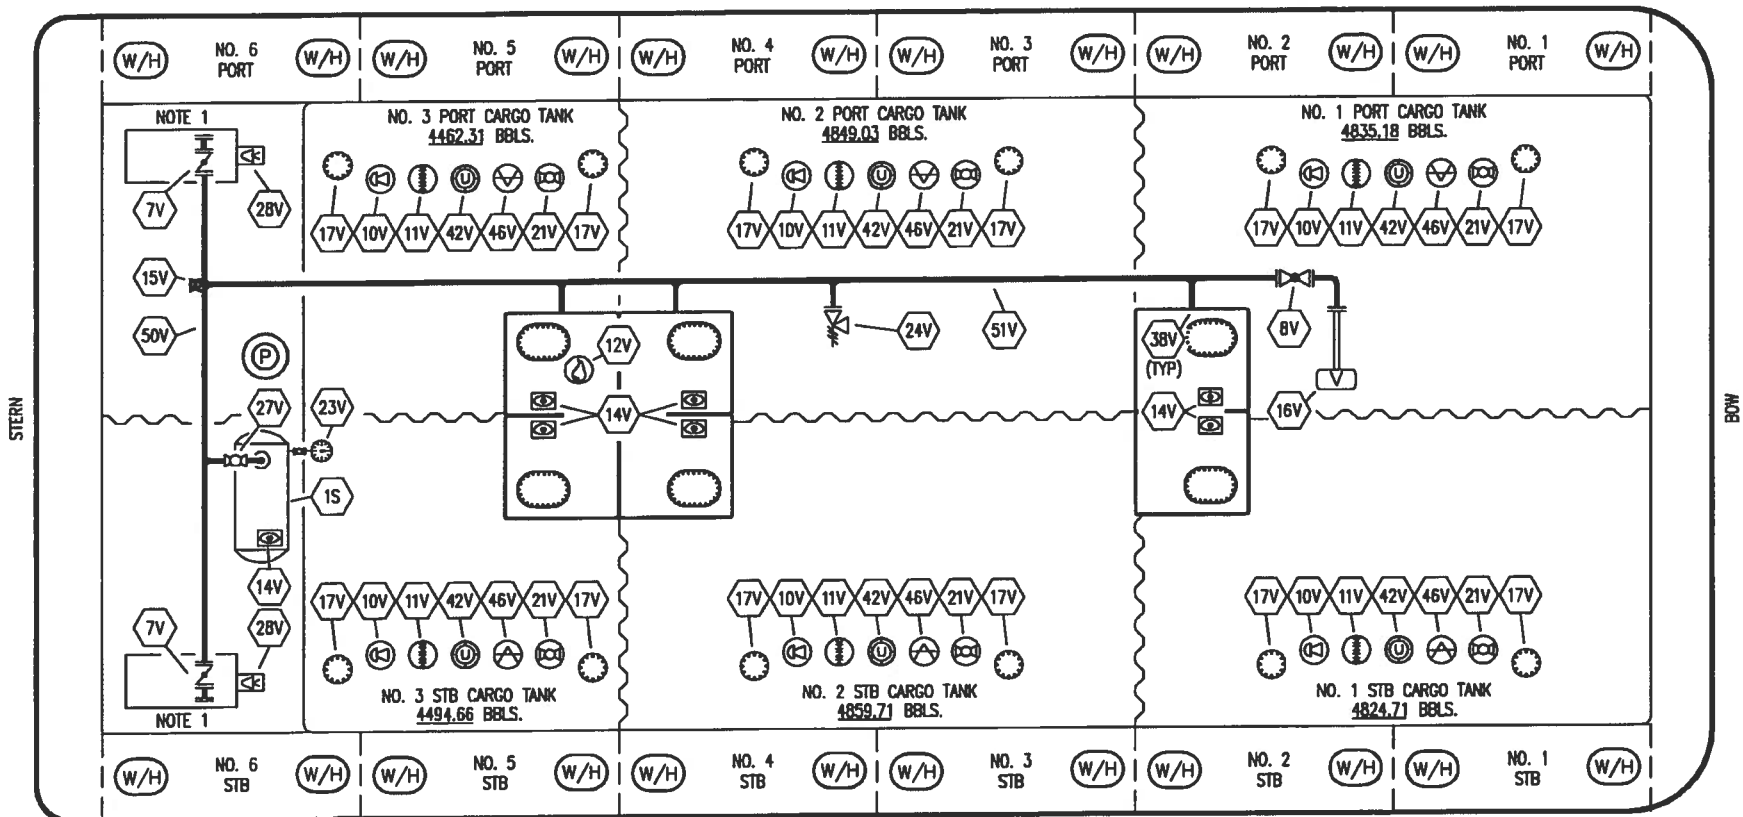 W/H NO. 6 W/H W/H NO. 5 W/H W/H NO. 4 W/H W/H NO. 3 W/H W/H NO. 2 W/H W/H NO. 1 W/H
PORT PORT PORT PORT PORT PORT
NOTE 1
NO. 3 PORT CARGO TANK
4462.31 BBLS.
NO. 2 PORT CARGO TANK
4849.03 BBLS.
NO. 1 PORT CARGO TANK
4835.18 BBLS.
U U U
7V 28V
17V 10V 11V 42V 46V 21V 17V
17V 10V 11V 42V 46V 21V 17V
17V 10V 11V 42V 46V 21V 17V
15V
50V
P
12V
24V
51V
38V
(TYP)
8V
27V 23V
14V
14V
16V
STERN
BOW
1S
14V
7V 28V
17V 10V 11V 42V 46V 21V 17V
17V 10V 11V 42V 46V 21V 17V
17V 10V 11V 42V 46V 21V 17V
U U U
NO. 3 STB CARGO TANK
4494.66 BBLS.
NO. 2 STB CARGO TANK
4859.71 BBLS.
NO. 1 STB CARGO TANK
4824.71 BBLS.
NOTE 1
W/H NO. 6 W/H W/H NO. 5 W/H W/H NO. 4 W/H W/H NO. 3 W/H W/H NO. 2 W/H W/H NO. 1 W/H
STB STB STB STB STB STB